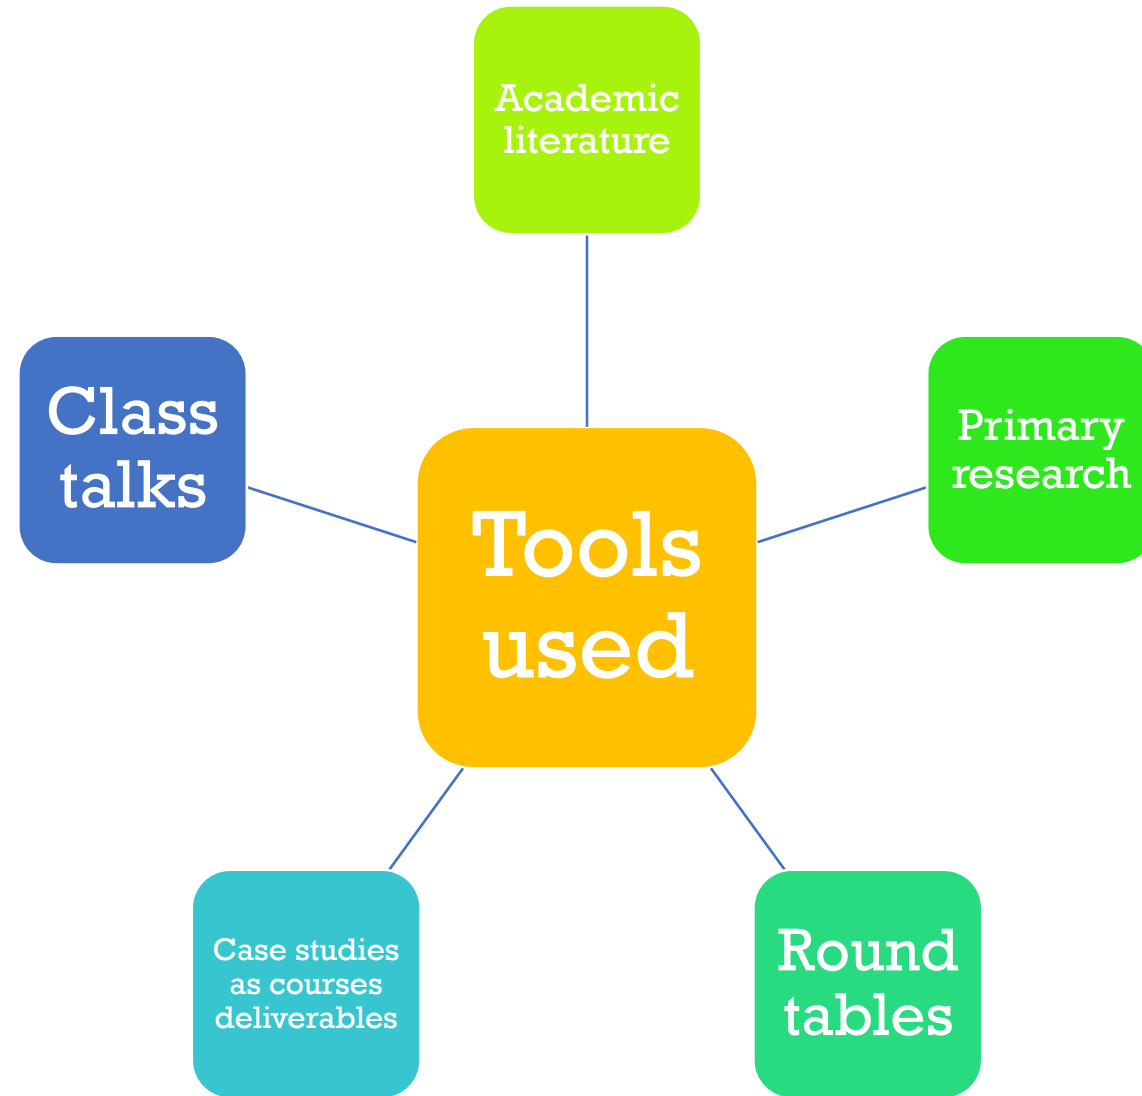 Academic
literature
Class
talks
Primary
research
Tools
used
Case studies
as courses
deliverables
Round
tables